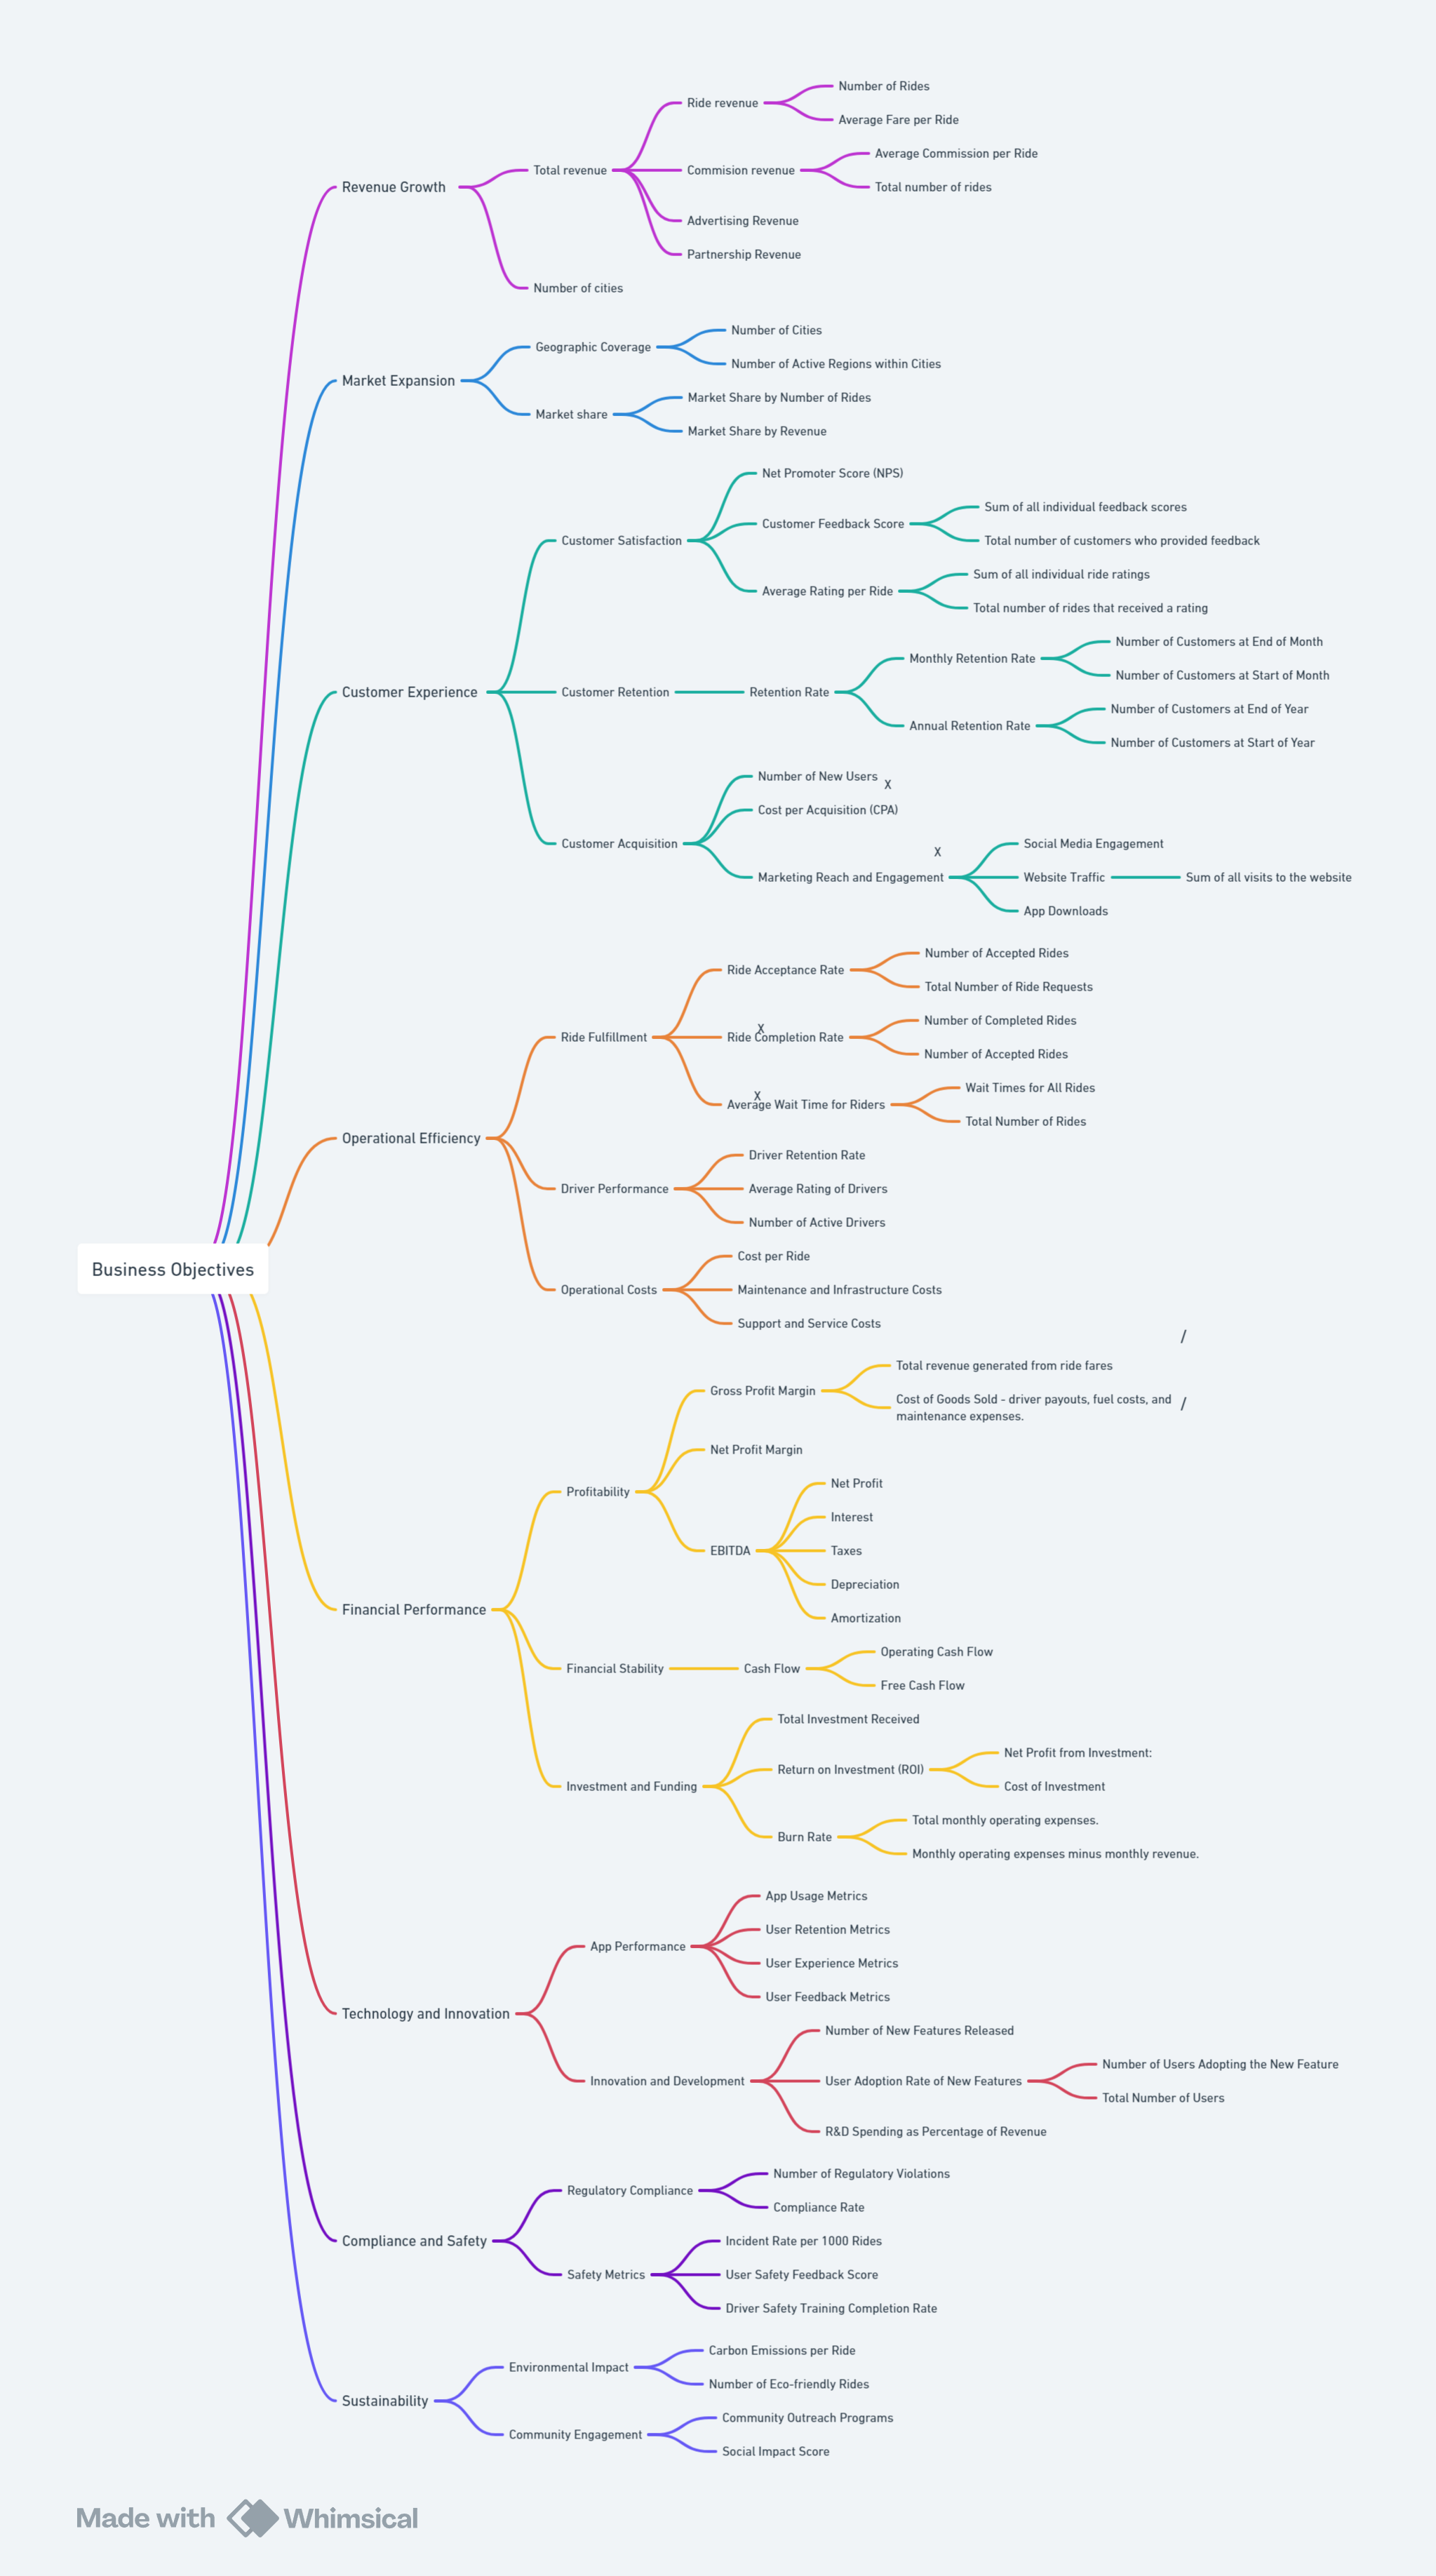 Number of Rides
Ride revenue
Average Fare per Ride
Average Commission per Ride
Total revenue
Commision revenue
Revenue Growth
Total number of rides
Advertising Revenue
Partnership Revenue
Number of cities
Number of Cities
Geographic Coverage
Number of Active Regions within Cities
Market Expansion
Market Share by Number of Rides
Market share
Market Share by Revenue
Net Promoter Score (NPS)
Sum of all individual feedback scores
Customer Feedback Score
Customer Satisfaction
Total number of customers who provided feedback
Sum of all individual ride ratings
Average Rating per Ride
Total number of rides that received a rating
Number of Customers at End of Month
Monthly Retention Rate
Number of Customers at Start of Month
Customer Experience
Customer Retention
Retention Rate
Number of Customers at End of Year
Annual Retention Rate
Number of Customers at Start of Year
Number of New Users
X
Cost per Acquisition (CPA)
Customer Acquisition
X
Social Media Engagement
Marketing Reach and Engagement
Website Traffic
Sum of all visits to the website
App Downloads
Number of Accepted Rides
Ride Acceptance Rate
Total Number of Ride Requests
Number of Completed Rides
X
Ride Fulfillment
Ride Completion Rate
Number of Accepted Rides
Wait Times for All Rides
X
Average Wait Time for Riders
Total Number of Rides
Operational Efficiency
Driver Retention Rate
Driver Performance
Average Rating of Drivers
Number of Active Drivers
Business Objectives
Cost per Ride
Operational Costs
Maintenance and Infrastructure Costs
Support and Service Costs
/
Total revenue generated from ride fares
Gross Profit Margin
Cost of Goods Sold - driver payouts, fuel costs, and
maintenance expenses.
/
Net Profit Margin
Profitability
Net Profit
Interest
EBITDA
Taxes
Depreciation
Financial Performance
Amortization
Operating Cash Flow
Financial Stability
Cash Flow
Free Cash Flow
Total Investment Received
Net Profit from Investment:
Return on Investment (ROI)
Investment and Funding
Cost of Investment
Total monthly operating expenses.
Burn Rate
Monthly operating expenses minus monthly revenue.
App Usage Metrics
User Retention Metrics
App Performance
User Experience Metrics
User Feedback Metrics
Technology and Innovation
Number of New Features Released
Number of Users Adopting the New Feature
Innovation and Development
User Adoption Rate of New Features
Total Number of Users
R&D Spending as Percentage of Revenue
Number of Regulatory Violations
Regulatory Compliance
Compliance Rate
Compliance and Safety
Incident Rate per 1000 Rides
Safety Metrics
User Safety Feedback Score
Driver Safety Training Completion Rate
Carbon Emissions per Ride
Environmental Impact
Number of Eco-friendly Rides
Sustainability
Community Outreach Programs
Community Engagement
Social Impact Score
Made with Whimsical